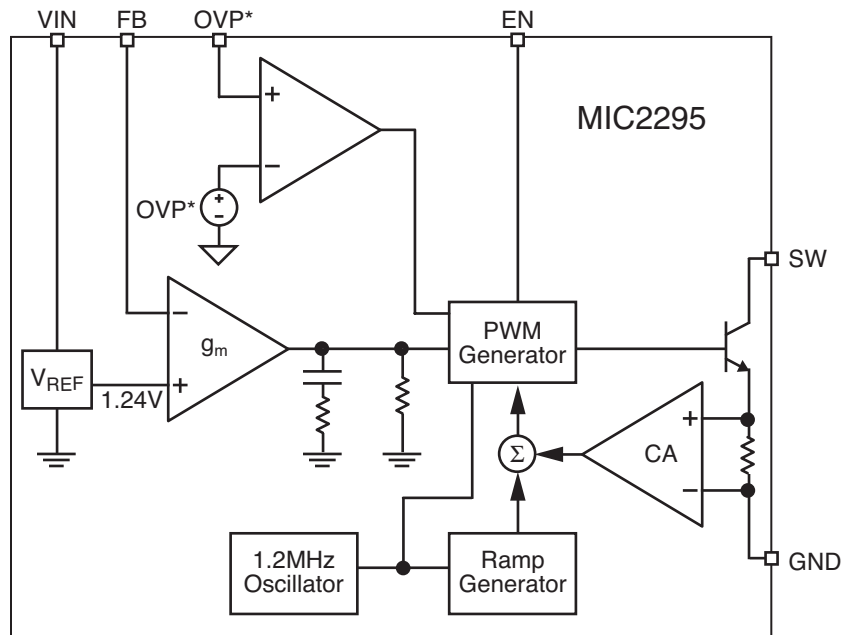 VIN FB OVP* EN
MIC2295
+
−
OVP*
+
−
SW
−
gm
PWM
Generator
VREF
+
1.24V
+
CA
Σ
−
1.2MHz
Oscillator
Ramp
Generator
GND